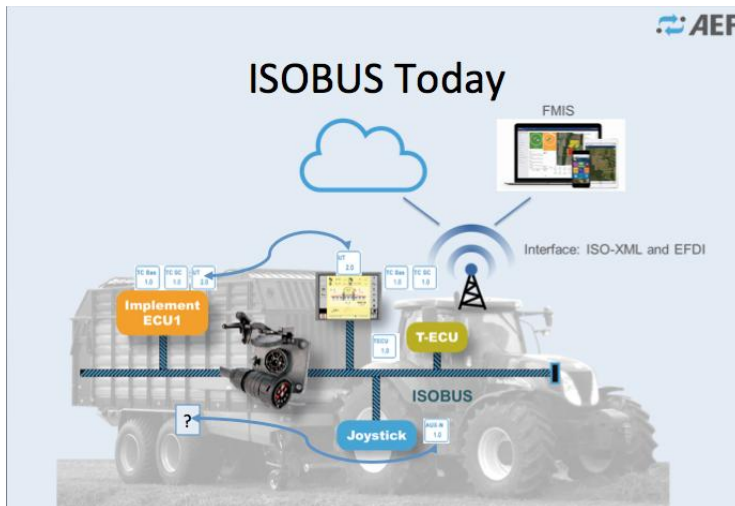 AEF
ISOBUS Today
FMIS
Interface: ISO-XML and EFDI
UT
2.0
TC Bas
1.0
TC SC
1.0
UT
2.0
TC Bas
1.0
TC SC
1.0
Implement
ECU1
TECU
1.0
T-ECU
ISOBUS
?
Joystick
AUX-N
1.0